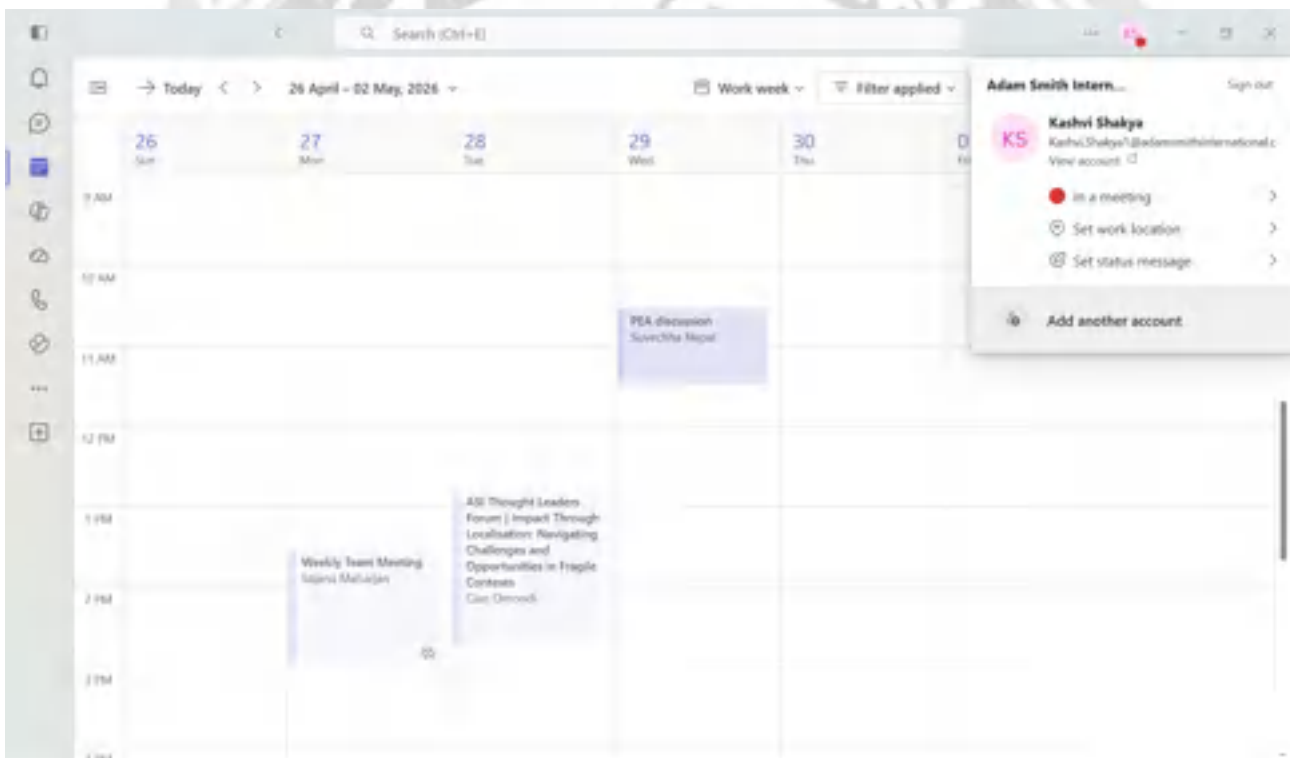 Search (Ctrl+E)
KS
Today
26 April – 02 May, 2026
Work week
Filter applied
Adam Smith Intern...
Sign out
KS
Kashvi Shakya
View account
In a meeting
Set work location
Set status message
Add another account
26
Sun
27
Mon
28
Tue
29
Wed
30
Thu
9 AM
10 AM
11 AM
12 PM
1 PM
2 PM
3 PM
PEA discussion
Suvechha Nepal
ASI Thought Leaders
Forum | Impact Through
Localisation: Navigating
Challenges and
Opportunities in Fragile
Contexts
Weekly Team Meeting
Maharjan